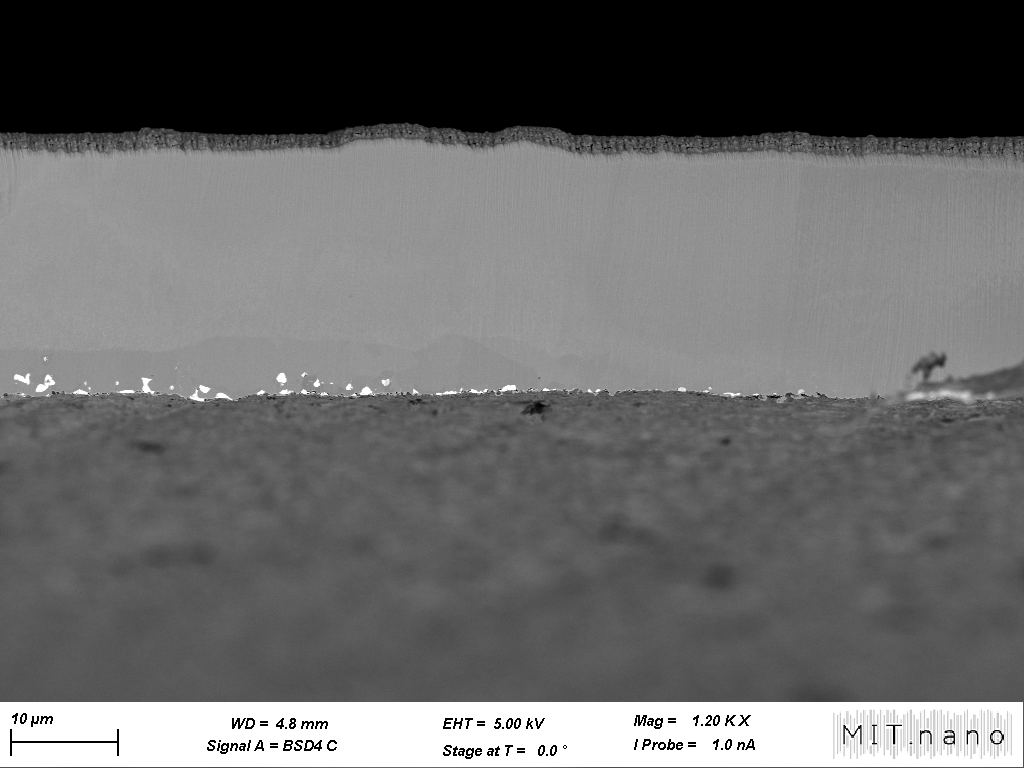 10 µm
WD = 4.8 mm
Signal A = BSD4 C
EHT = 5.00 kV
Stage at T = 0.0 °
Mag = 1.20 K X
I Probe = 1.0 nA
MIT.nano